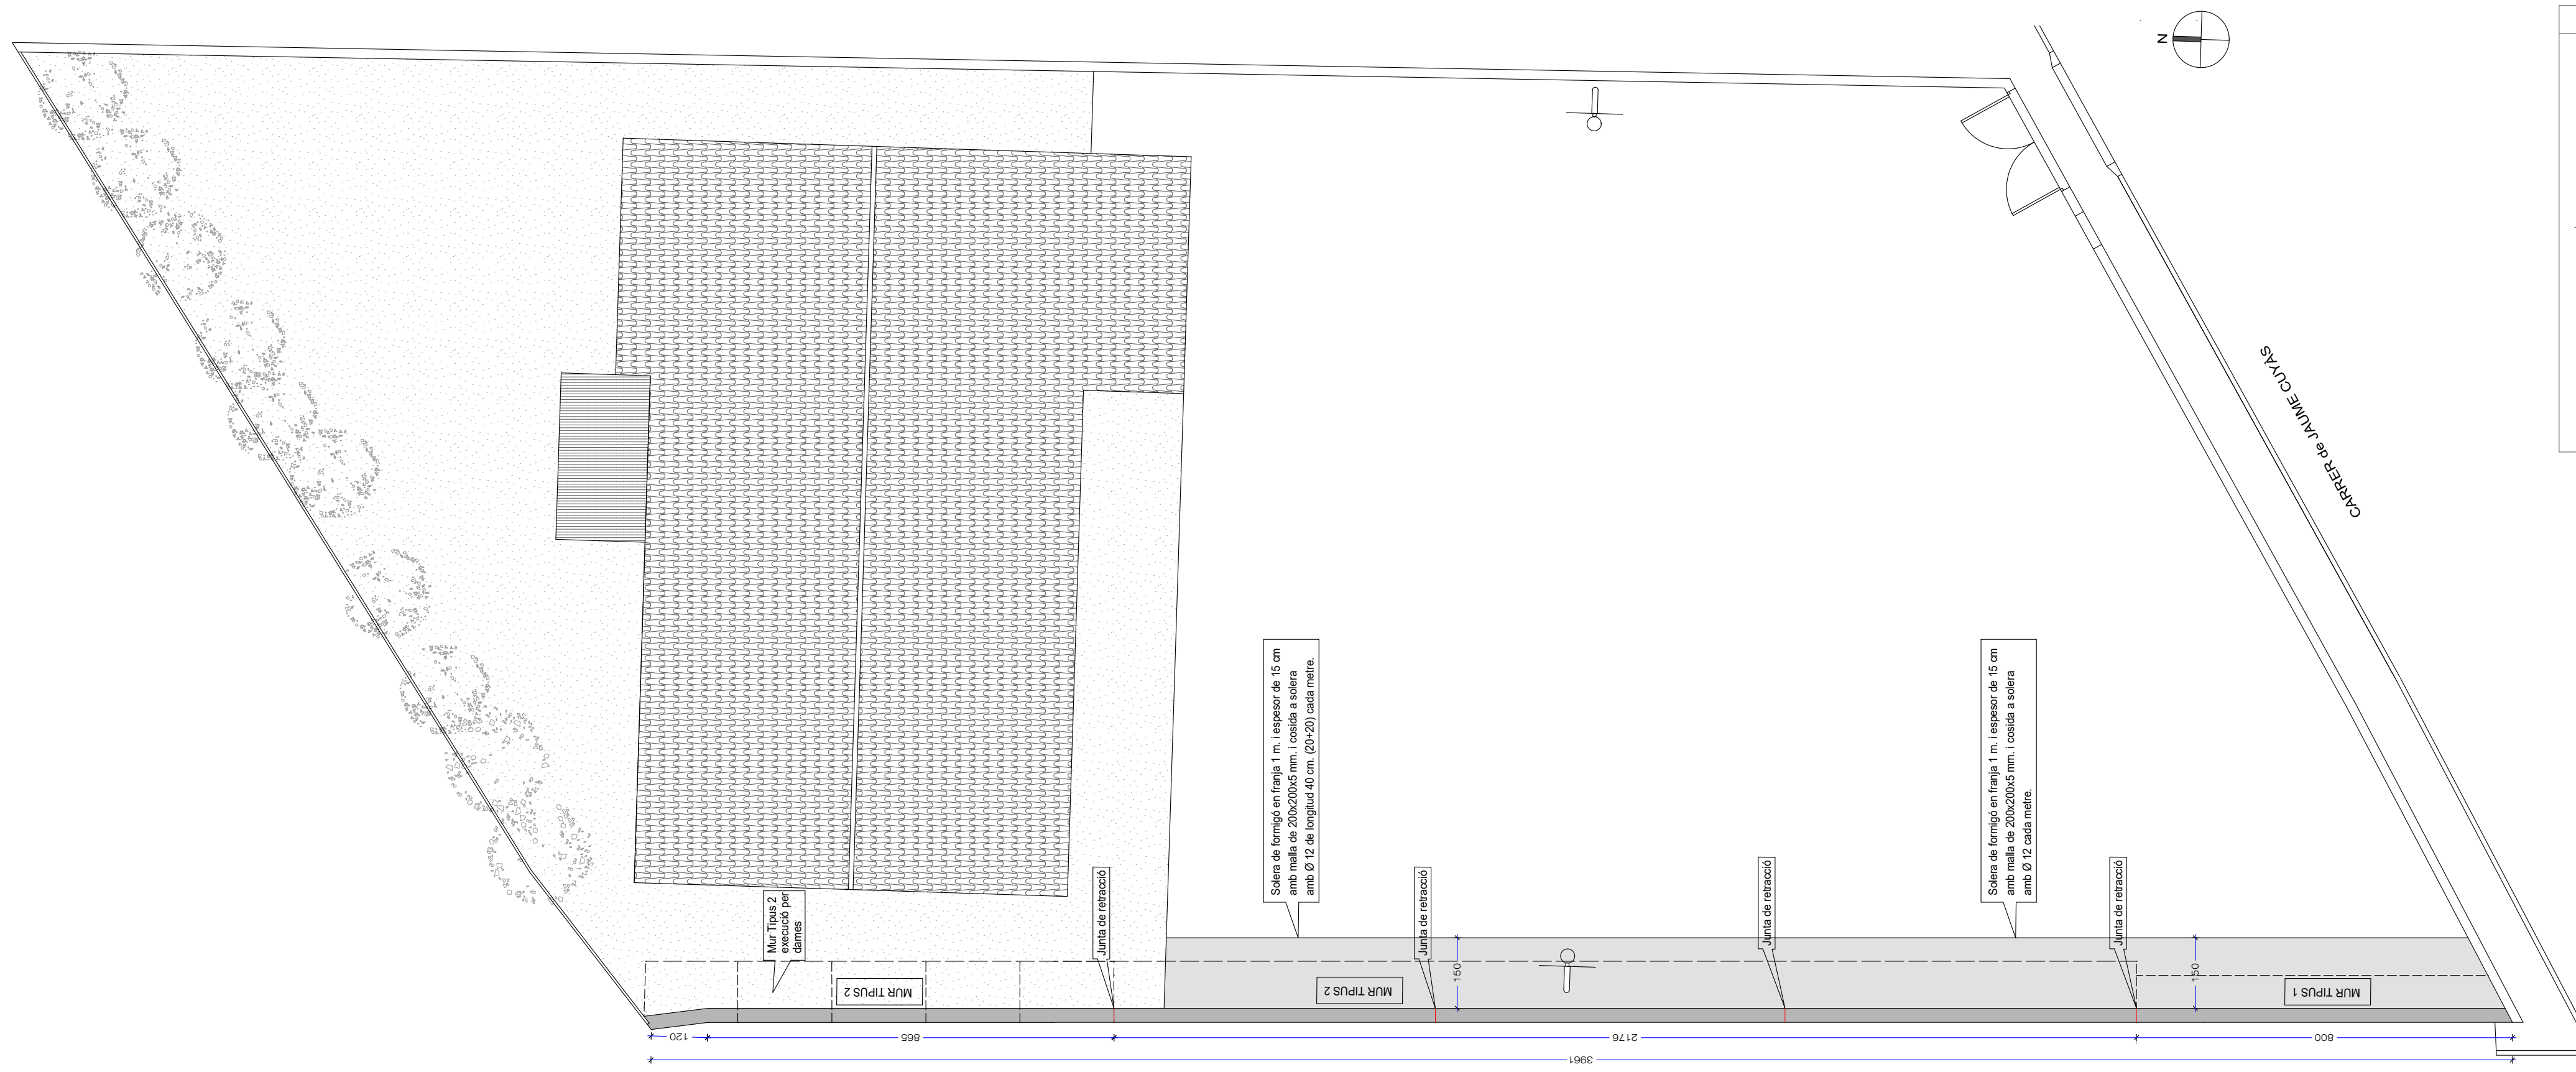 N
CARRER de JAUME CUYÀS
Solera de formigó en franja 1 m. i espesor de 15 cm
amb malla de 200x200x5 mm. i cosida a solera
amb Ø 12 de longitud 40 cm. (20+20) cada metre.
Solera de formigó en franja 1 m. i espesor de 15 cm
amb malla de 200x200x5 mm. i cosida a solera
amb Ø 12 cada metre.
Mur Tipus 2
execució per
dames
Junta de retracció
Junta de retracció
Junta de retracció
Junta de retracció
MUR TIPUS 2
MUR TIPUS 2
MUR TIPUS 1
150
150
120
865
2176
800
3961